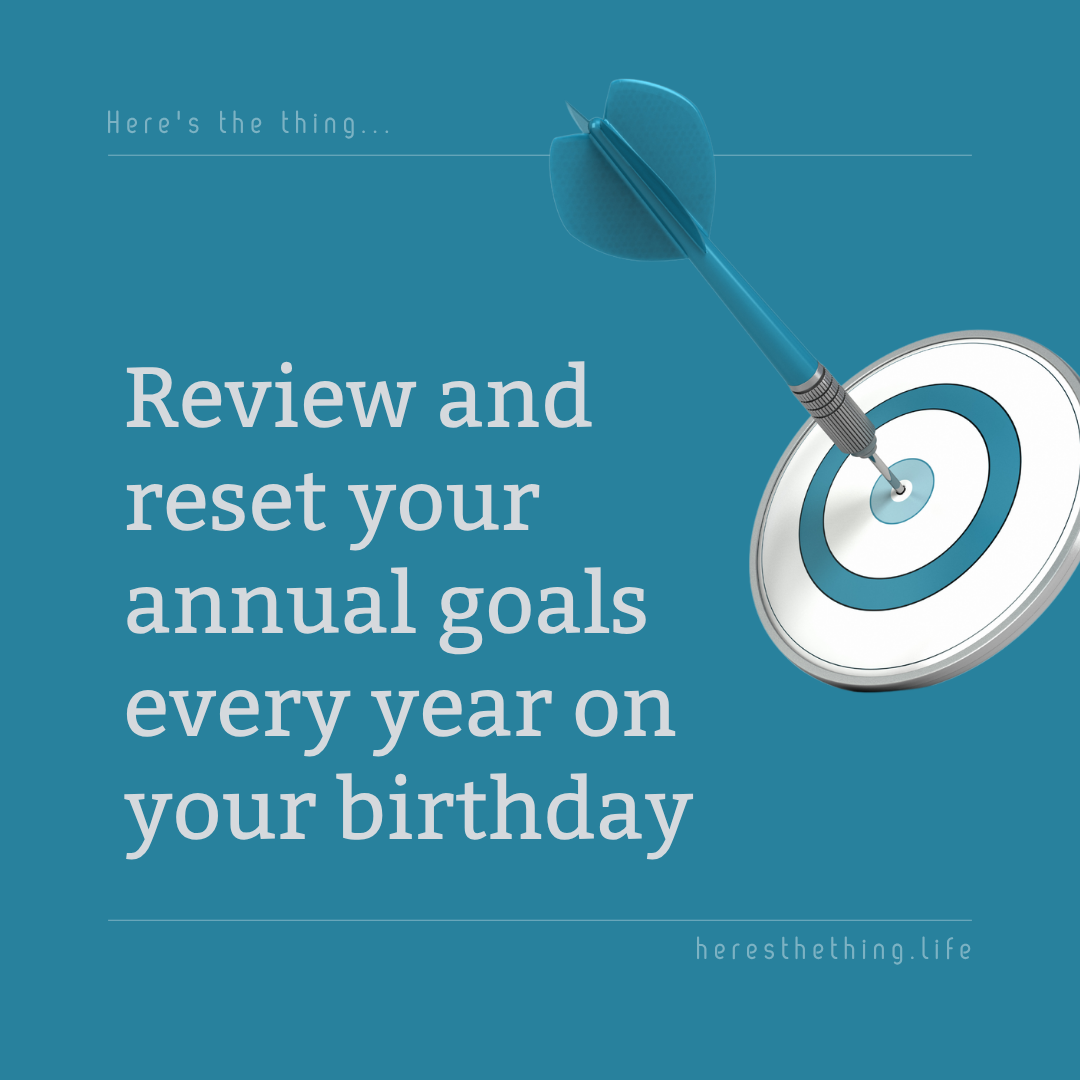 Here's the thing...
Review and
reset your
annual goals
every year on
your birthday
heresthething.life